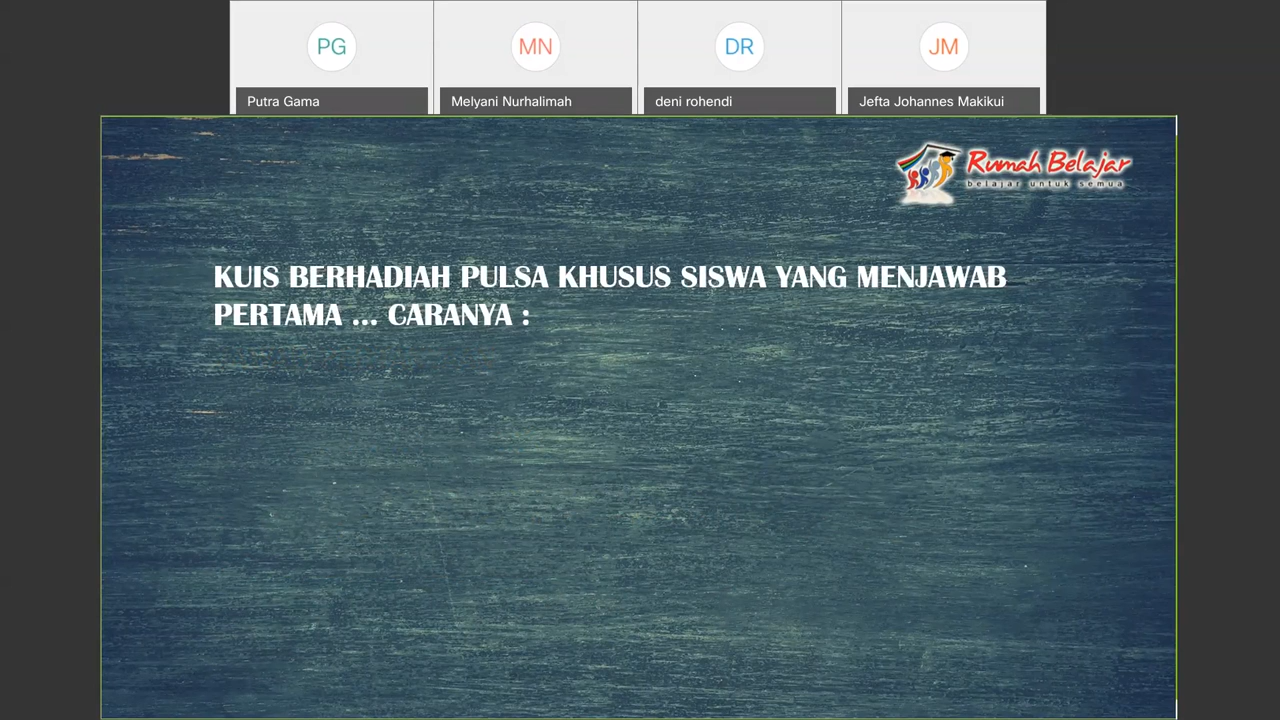 PG
MN
DR
JM
Putra Gama
Melyani Nurhalimah
deni rohendi
Jefta Johannes Makikui
Rumah Belajar
belajar untuk semua
KUIS BERHADIAH PULSA KHUSUS SISWA YANG MENJAWAB
PERTAMA ... CARANYA :